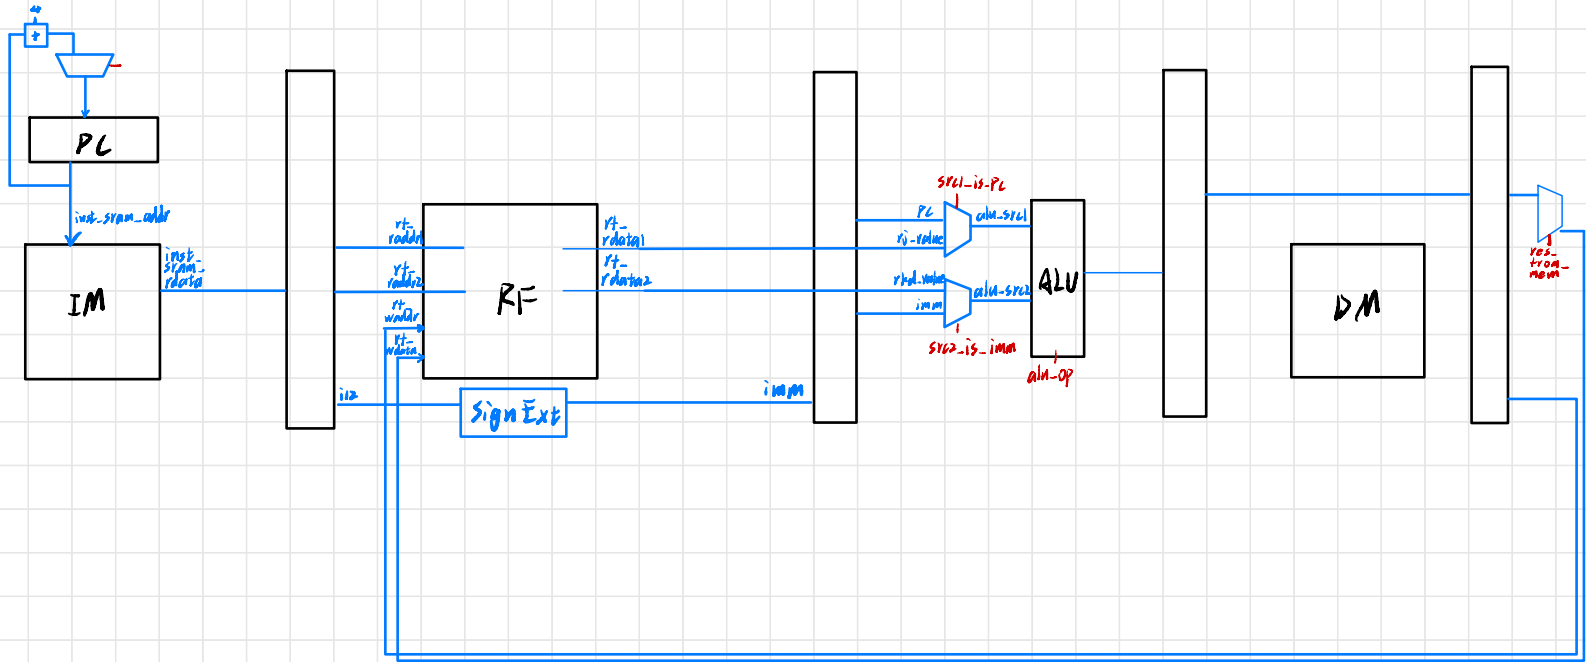 4
+
PC
inst_sram_addr
IM
inst_
sram_
rdata
rf_
raddr1
rf_
raddr2
rf_
waddr
rf_
wdata
RF
rf_
rdata1
rf_
rdata2
i12
Sign Ext
imm
src1_is_PC
PC
rj_value
alu_src1
rkd_value
imm
alu_src2
src2_is_imm
ALU
alu_op
DM
res_
from_
mem